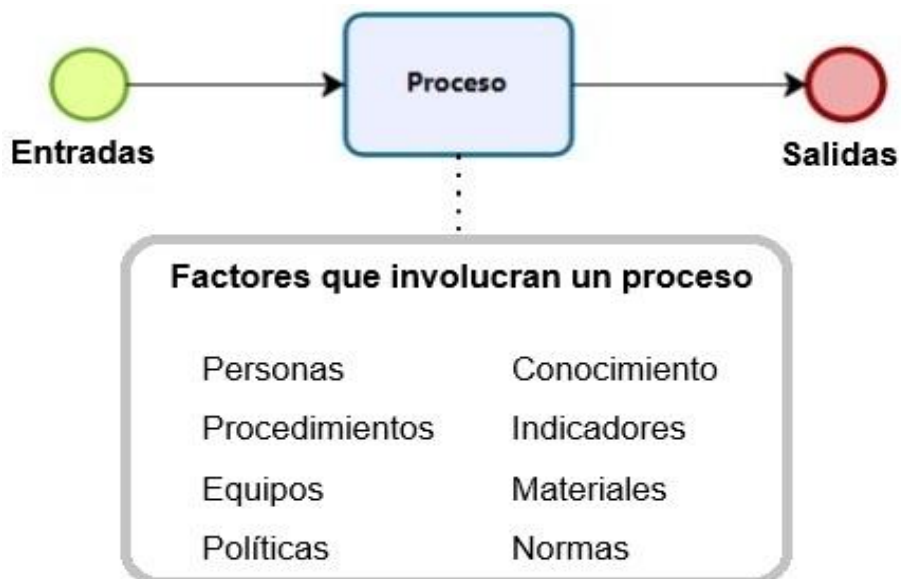 Proceso
Entradas
Salidas
Factores que involucran un proceso
Personas
Conocimiento
Procedimientos
Indicadores
Equipos
Materiales
Políticas
Normas